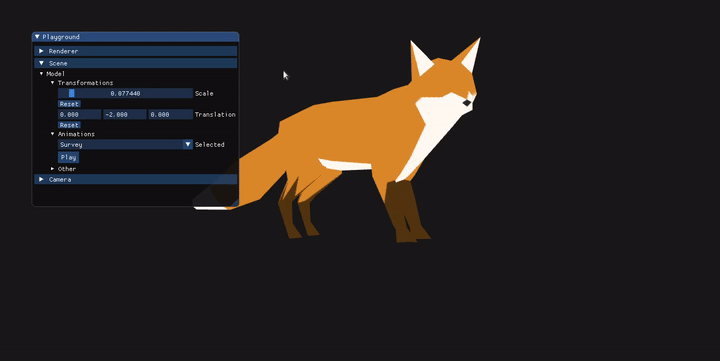 Playground
Renderer
Scene
Model
Transformations
0.077440 Scale
Reset
0.000 -2.000 0.000 Translation
Reset
Animations
Survey Selected
Play
Other
Camera